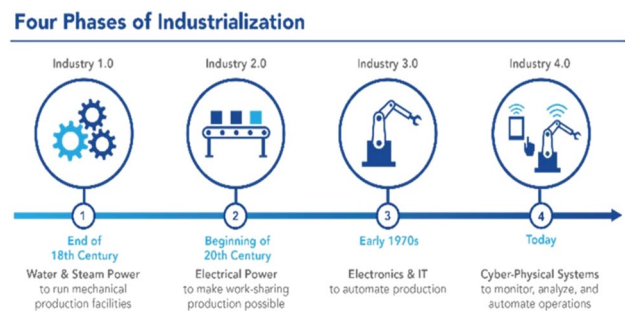 Four Phases of Industrialization
Industry 1.0
Industry 2.0
Industry 3.0
Industry 4.0
1
2
3
4
End of
18th Century
Beginning of
20th Century
Early 1970s
Today
Water & Steam Power
to run mechanical
production facilities
Electrical Power
to make work-sharing
production possible
Electronics & IT
to automate production
Cyber-Physical Systems
to monitor, analyze, and
automate operations